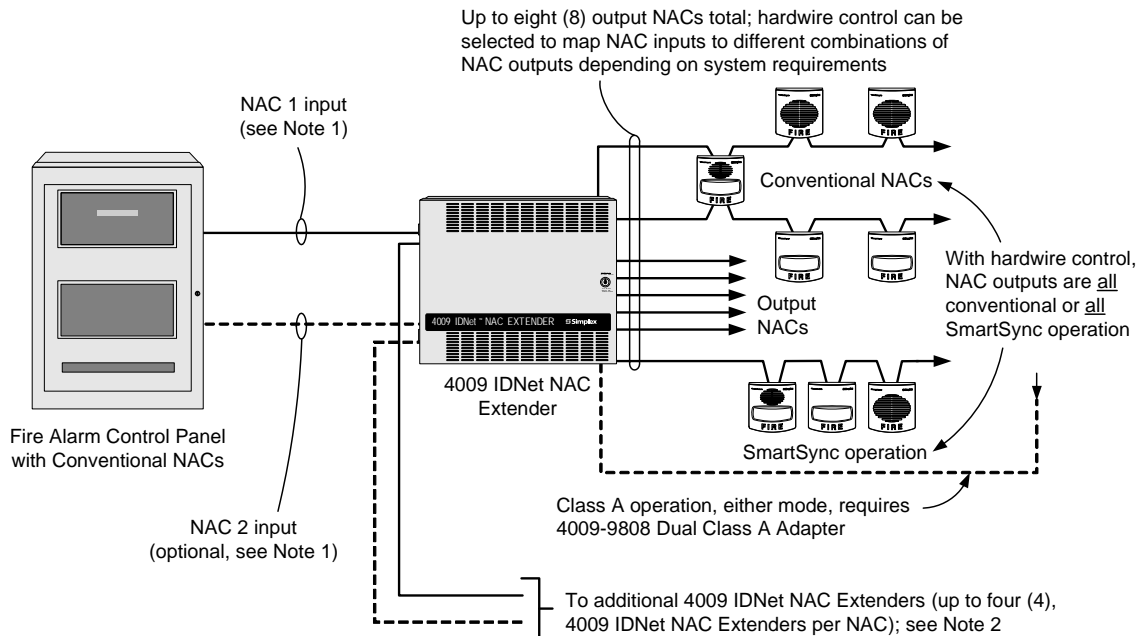 Up to eight (8) output NACs total; hardwire control can be
selected to map NAC inputs to different combinations of
NAC outputs depending on system requirements
NAC 1 input
(see Note 1)
FIRE
FIRE
FIRE
Conventional NACs
FIRE
FIRE
With hardwire control,
NAC outputs are all
conventional or all
SmartSync operation
Output
NACs
4009 IDNet™ NAC EXTENDER
Simplex
4009 IDNet NAC
Extender
FIRE
FIRE
FIRE
SmartSync operation
Fire Alarm Control Panel
with Conventional NACs
Class A operation, either mode, requires
4009-9808 Dual Class A Adapter
NAC 2 input
(optional, see Note 1)
To additional 4009 IDNet NAC Extenders (up to four (4),
4009 IDNet NAC Extenders per NAC); see Note 2